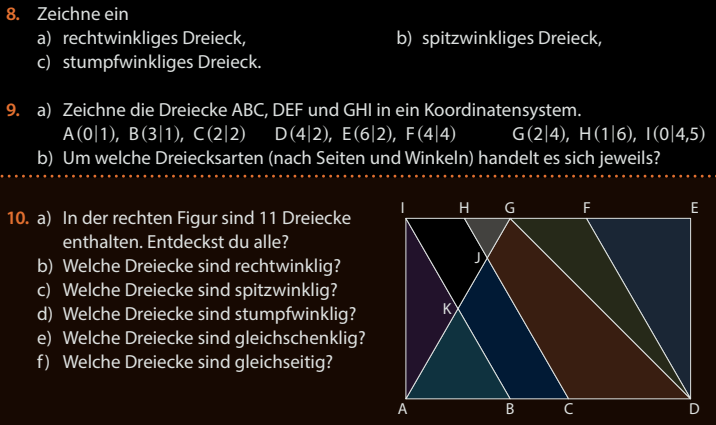 8. Zeichne ein
a) rechtwinkliges Dreieck, b) spitzwinkliges Dreieck,
c) stumpfwinkliges Dreieck.
9. a) Zeichne die Dreiecke ABC, DEF und GHI in ein Koordinatensystem.
A(0|1), B(3|1), C(2|2) D(4|2), E(6|2), F(4|4) G(2|4), H(1|6), I(0|4,5)
b) Um welche Dreiecksarten (nach Seiten und Winkeln) handelt es sich jeweils?
10. a) In der rechten Figur sind 11 Dreiecke
enthalten. Entdeckst du alle?
b) Welche Dreiecke sind rechtwinklig?
c) Welche Dreiecke sind spitzwinklig?
d) Welche Dreiecke sind stumpfwinklig?
e) Welche Dreiecke sind gleichschenklig?
f) Welche Dreiecke sind gleichseitig?
I H G F E
J
K
A B C D